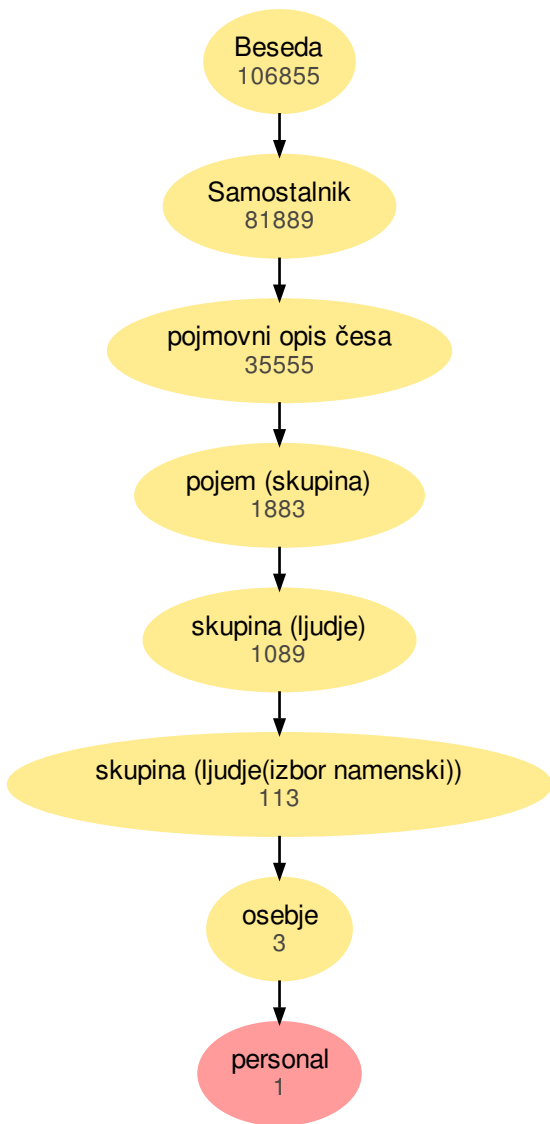 Beseda
106855
Samostalnik
81889
pojmovni opis česa
35555
pojem (skupina)
1883
skupina (ljudje)
1089
skupina (ljudje(izbor namenski))
113
osebje
3
personal
1